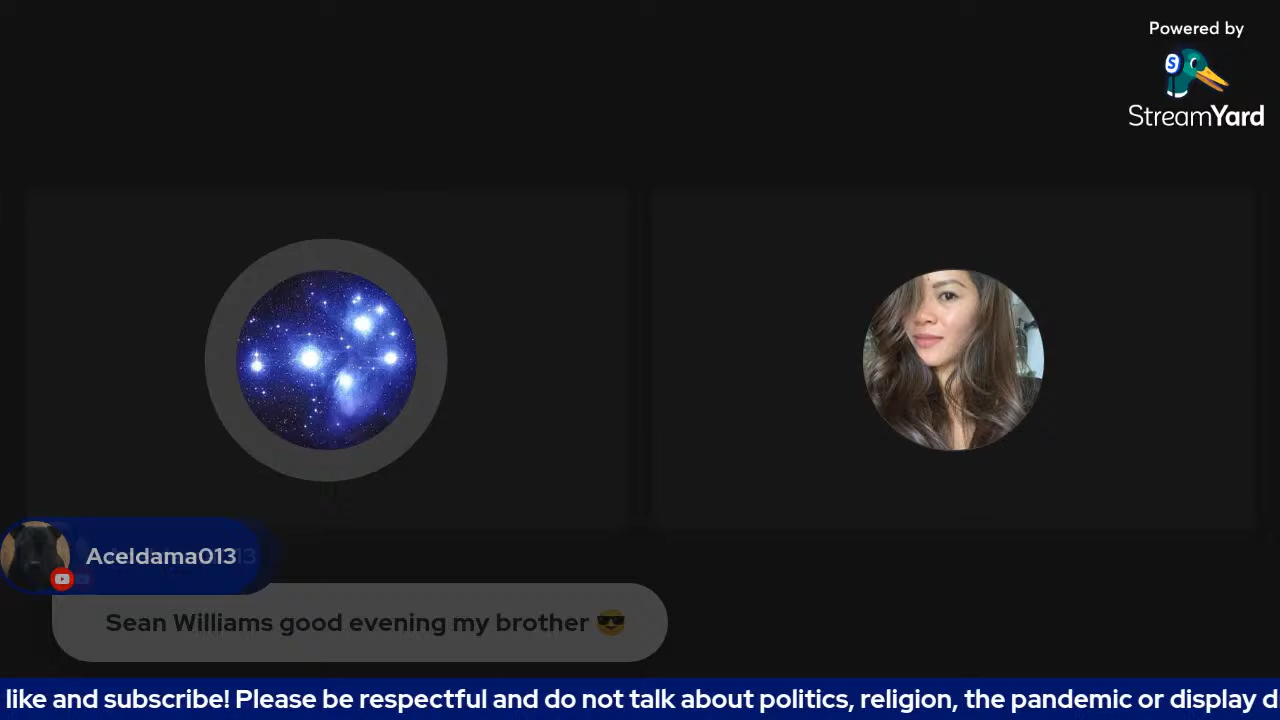 Powered by
S
StreamYard
Aceldama013
Sean Williams good evening my brother 😎
like and subscribe! Please be respectful and do not talk about politics, religion, the pandemic or display d